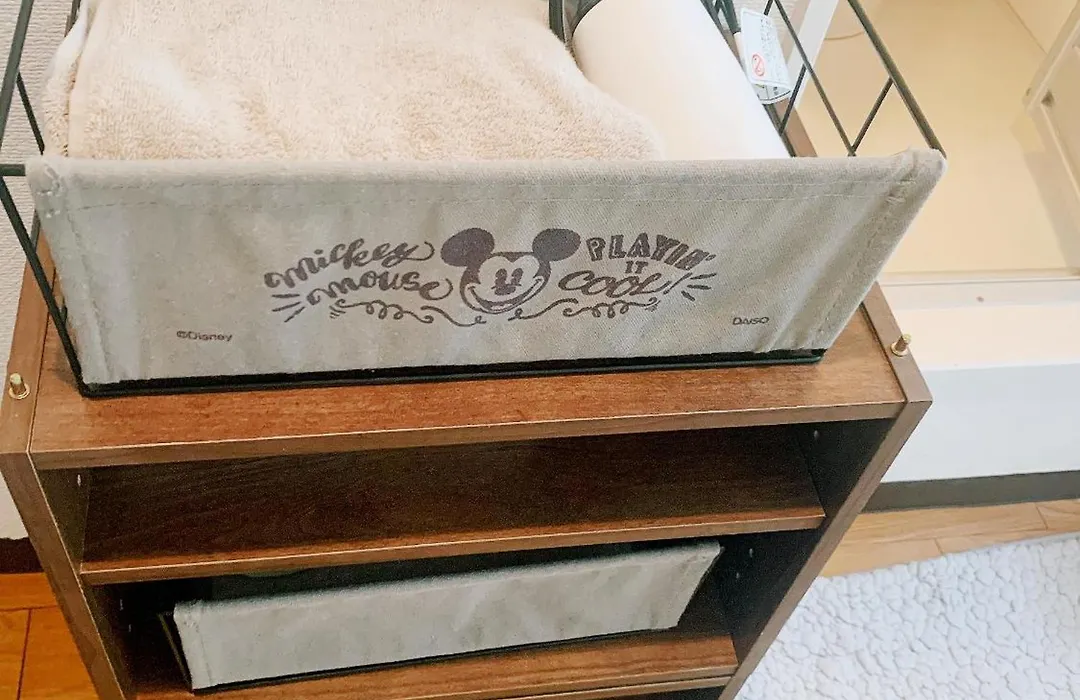 Mickey
Mouse
PLAYIN'
IT
COOL
©Disney
DAISO